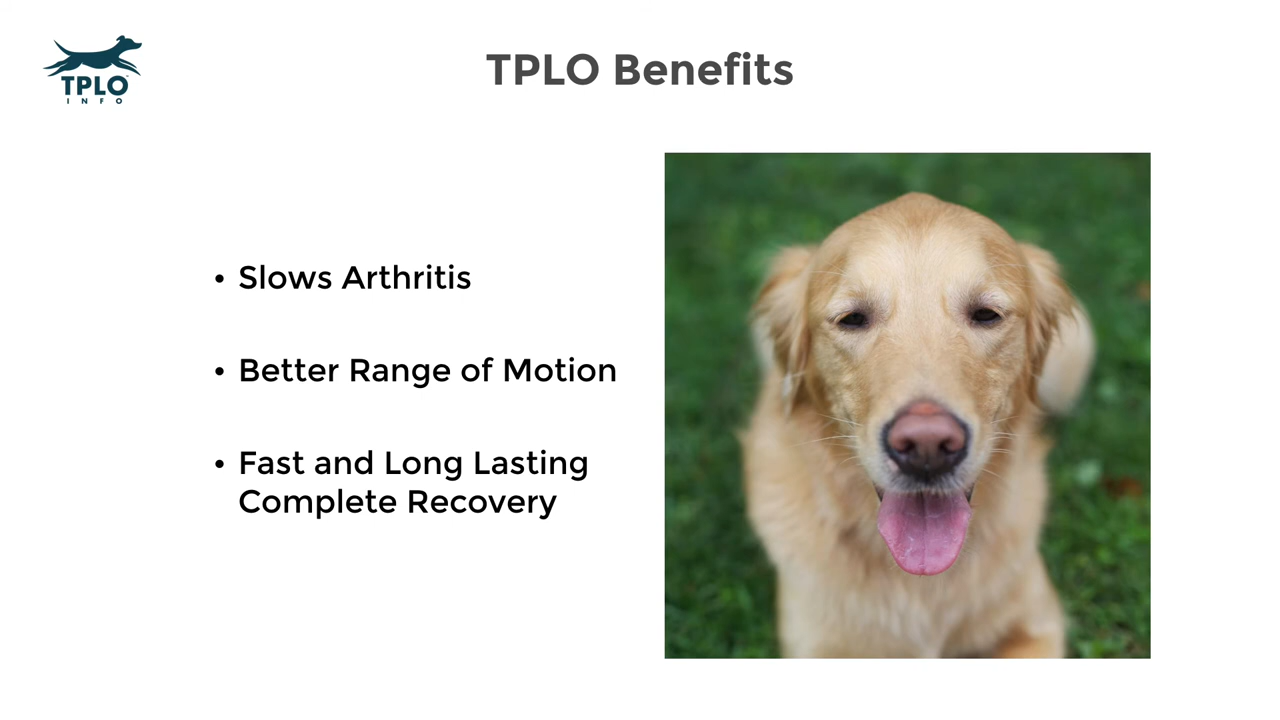 TPLO
INFO
TPLO Benefits
• Slows Arthritis
• Better Range of Motion
• Fast and Long Lasting
Complete Recovery